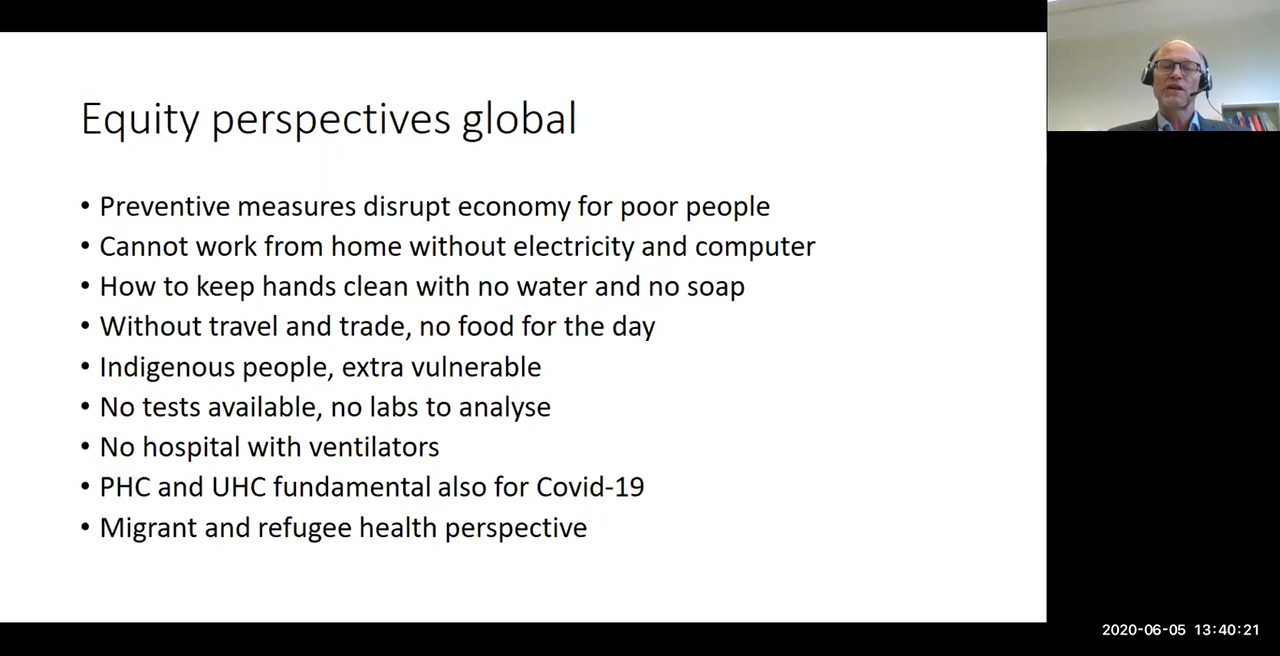 Equity perspectives global
• Preventive measures disrupt economy for poor people
• Cannot work from home without electricity and computer
• How to keep hands clean with no water and no soap
• Without travel and trade, no food for the day
• Indigenous people, extra vulnerable
• No tests available, no labs to analyse
• No hospital with ventilators
• PHC and UHC fundamental also for Covid-19
• Migrant and refugee health perspective
2020-06-05 13:40:21